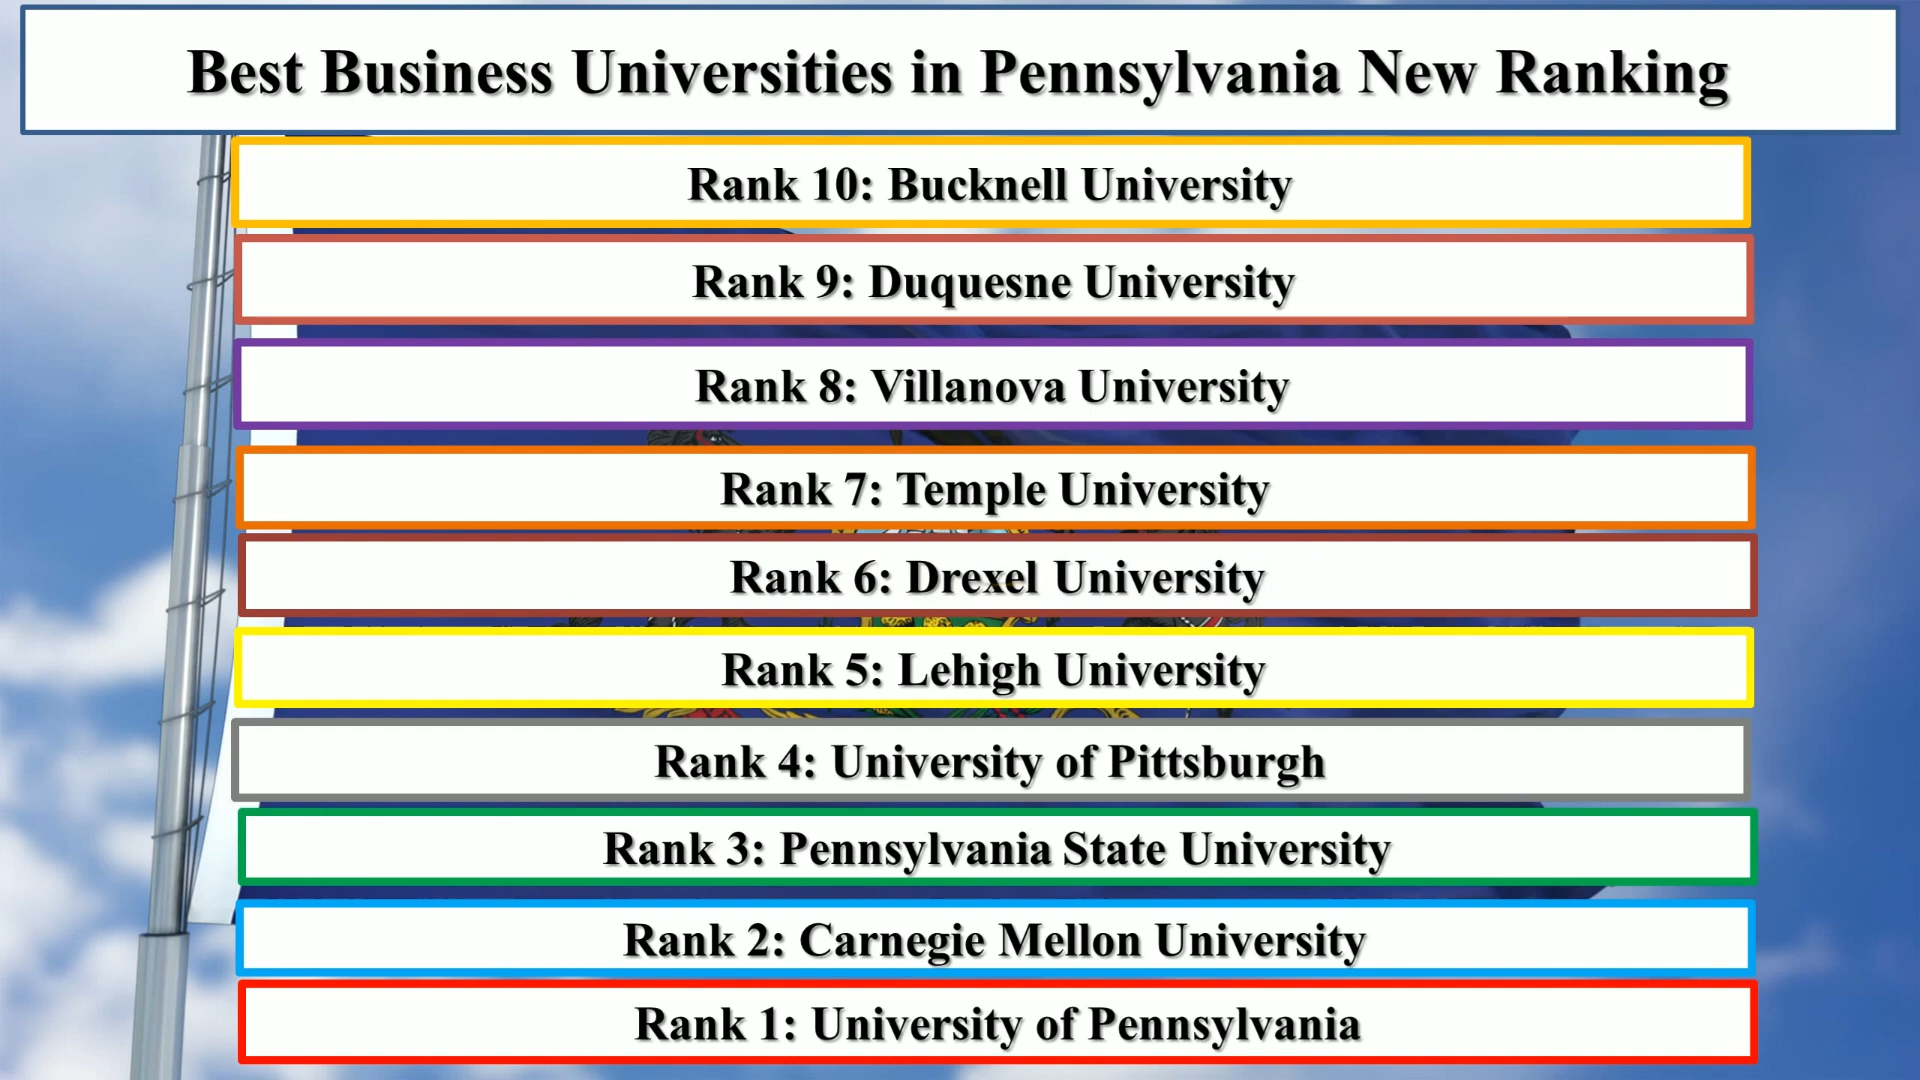 Best Business Universities in Pennsylvania New Ranking
Rank 10: Bucknell University
Rank 9: Duquesne University
Rank 8: Villanova University
Rank 7: Temple University
Rank 6: Drexel University
Rank 5: Lehigh University
Rank 4: University of Pittsburgh
Rank 3: Pennsylvania State University
Rank 2: Carnegie Mellon University
Rank 1: University of Pennsylvania